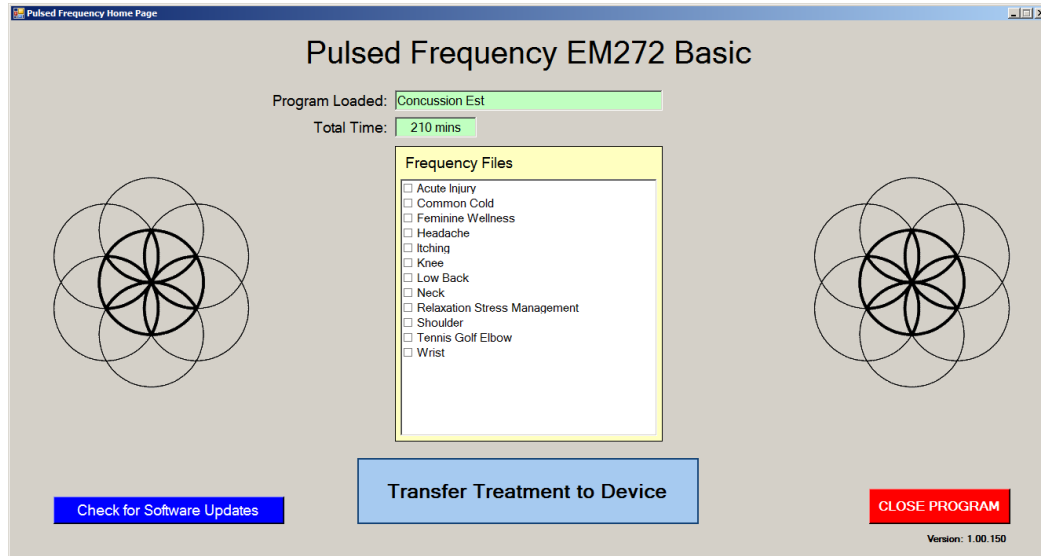 Pulsed Frequency Home Page
Pulsed Frequency EM272 Basic
Program Loaded: Concussion Est
Total Time: 210 mins
Frequency Files
Acute Injury
Common Cold
Feminine Wellness
Headache
Itching
Knee
Low Back
Neck
Relaxation Stress Management
Shoulder
Tennis Golf Elbow
Wrist
Transfer Treatment to Device
Check for Software Updates
CLOSE PROGRAM
Version: 1.00.150